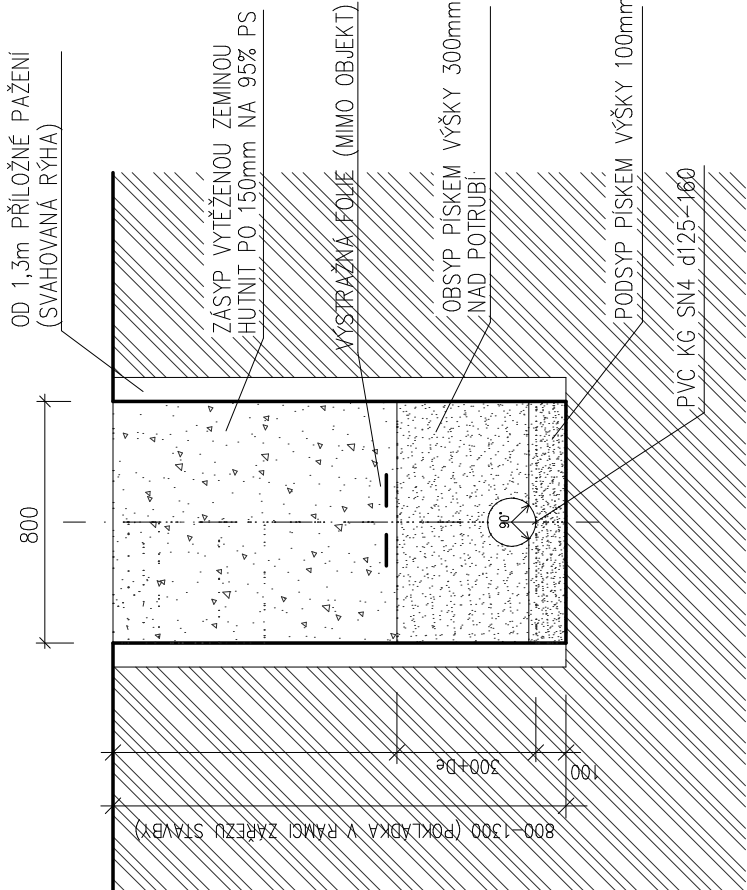 OD 1,3m PŘÍLOŽNÉ PAŽENÍ
(SVAHOVANÁ RÝHA)
ZÁSYP VYTĚŽENOU ZEMINOU
HUTNIT PO 150mm NA 95% PS
VÝSTRAŽNÁ FOLIE (MIMO OBJEKT)
OBSYP PÍSKEM VÝŠKY 300mm
NAD POTRUBÍ
PODSYP PÍSKEM VÝŠKY 100mm
PVC KG SN4 d125-160
800
90°
300+De
100
800-1300 (POKLÁDKA V RÁMCI ZÁŘEZU STAVBY)